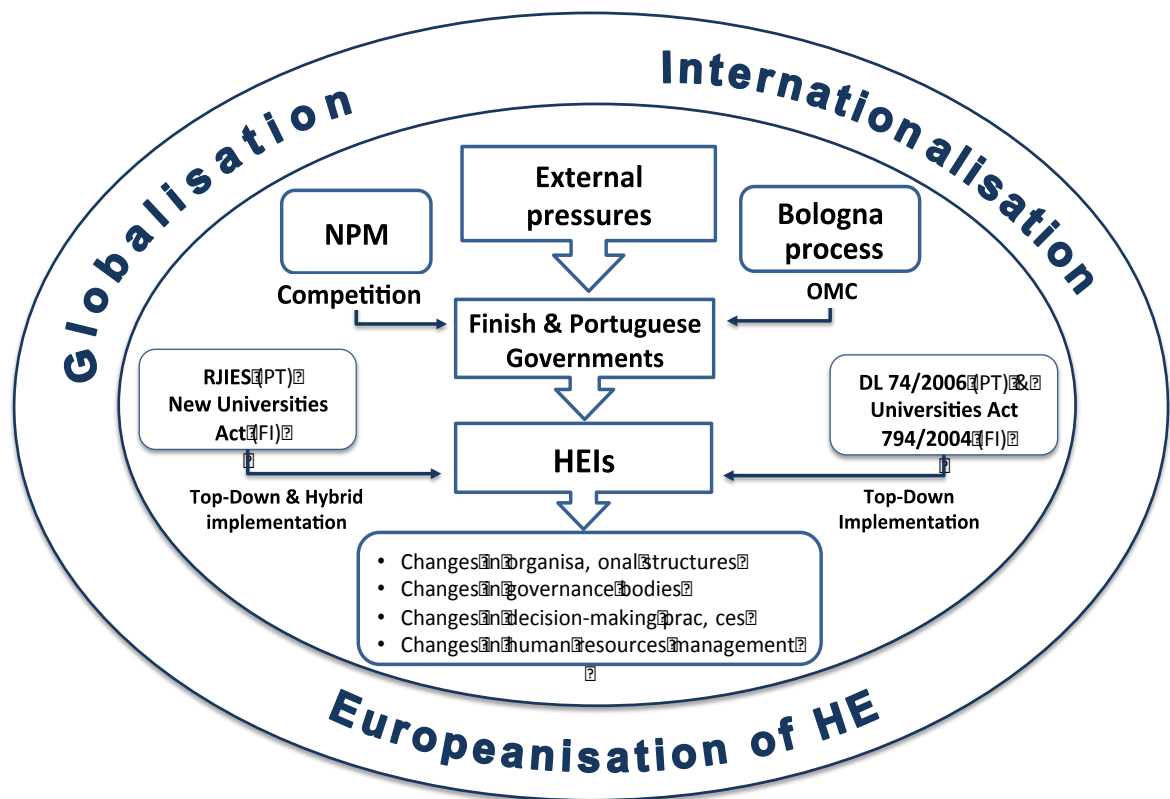 Globalisation
Internationalisation
External
pressures
NPM
Bologna
process
Competition
OMC
Finish & Portuguese
Governments
RJIES⍰(PT)⍰
New Universities
Act⍰(FI)⍰
⍰
DL 74/2006⍰(PT)⍰&⍰
Universities Act
794/2004⍰(FI)⍰
⍰
HEIs
Top-Down & Hybrid
implementation
Top-Down
Implementation
• Changes⍰in⍰organisa, onal⍰structures⍰
• Changes⍰in⍰governance⍰bodies⍰
• Changes⍰in⍰decision-making⍰prac, ces⍰
• Changes⍰in⍰human⍰resources⍰management⍰
⍰
Europeanisation of HE